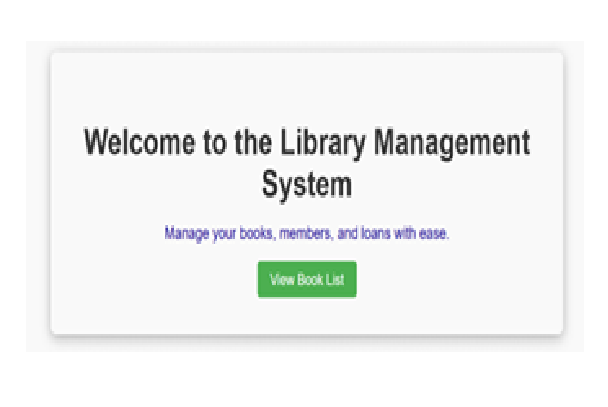 Welcome to the Library Management
System
Manage your books, members, and loans with ease.
View Book List